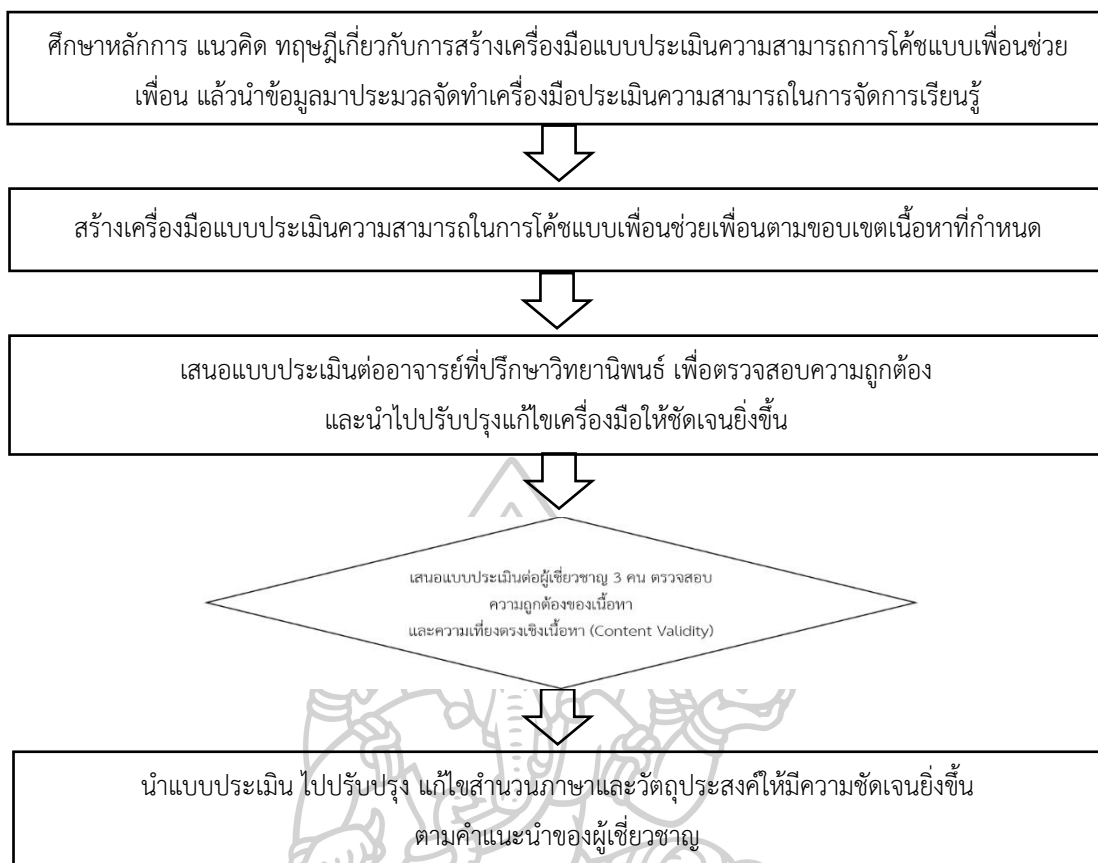 ศึกษาหลักการ แนวคิด ทฤษฎีเกี่ยวกับการสร้างเครื่องมือแบบประเมินความสามารถการโค้ชแบบเพื่อนช่วย
เพื่อน แล้วนำข้อมูลมาประมวลจัดทำเครื่องมือประเมินความสามารถในการจัดการเรียนรู้
สร้างเครื่องมือแบบประเมินความสามารถในการโค้ชแบบเพื่อนช่วยเพื่อนตามขอบเขตเนื้อหาที่กำหนด
เสนอแบบประเมินต่ออาจารย์ที่ปรึกษาวิทยานิพนธ์ เพื่อตรวจสอบความถูกต้อง
และนำไปปรับปรุงแก้ไขเครื่องมือให้ชัดเจนยิ่งขึ้น
เสนอแบบประเมินต่อผู้เชี่ยวชาญ 3 คน ตรวจสอบ
ความถูกต้องของเนื้อหา
และความเที่ยงตรงเชิงเนื้อหา (Content Validity)
นำแบบประเมิน ไปปรับปรุง แก้ไขสำนวนภาษาและวัตถุประสงค์ให้มีความชัดเจนยิ่งขึ้น
ตามคำแนะนำของผู้เชี่ยวชาญ